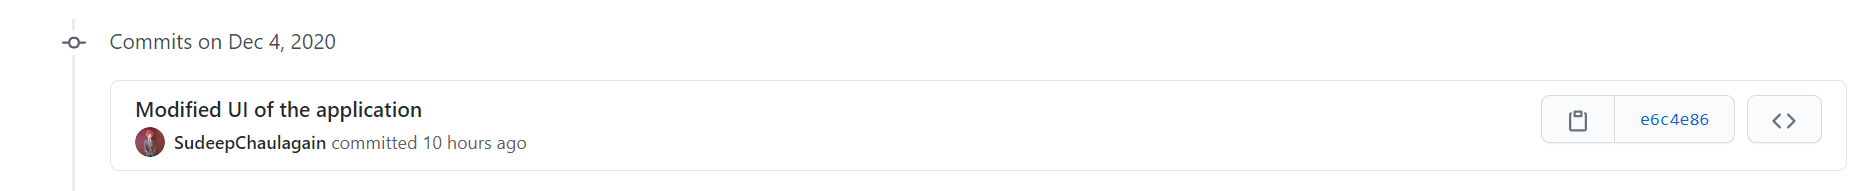 Commits on Dec 4, 2020
Modified UI of the application
e6c4e86
SudeepChaulagain committed 10 hours ago